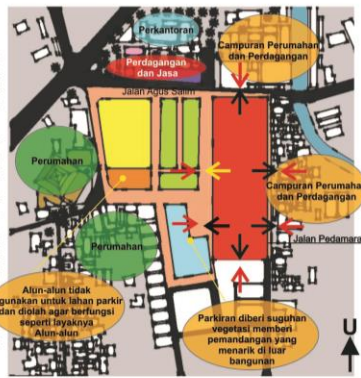 Perkantoran
Campuran Perumahan
dan Perdagangan
Perdagangan
dan Jasa
Jalan Agus Salim
Perumahan
Campuran Perumaha
dan Perdagangan
Perumahan
Jalan Pedamara
Alun-alun tidak
gunakan untuk lahan parkir
dan diolah agar berfungsi
seperti layaknya
Alun-alun
Parkiran diberi suguhan
vegetasi memberi
pemandangan yang
menarik di luar
bangunan
U